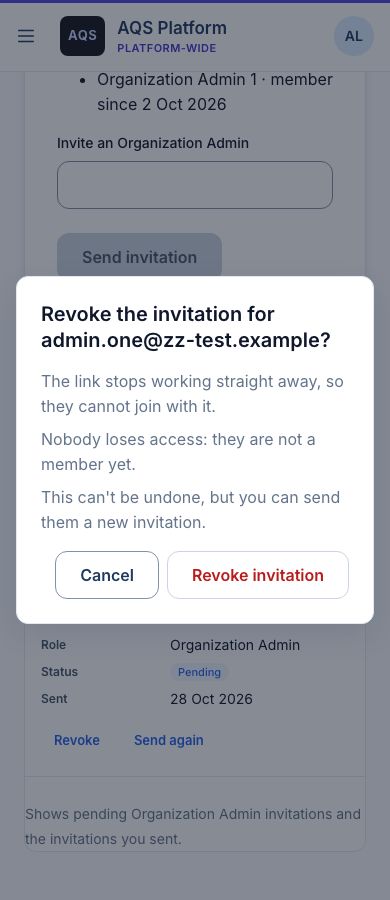 AQS
AQS Platform
PLATFORM-WIDE
AL
Organization Admin 1 · member
since 2 Oct 2026
Invite an Organization Admin
Send invitation
Revoke the invitation for
admin.one@zz-test.example?
The link stops working straight away, so
they cannot join with it.
Nobody loses access: they are not a
member yet.
This can't be undone, but you can send
them a new invitation.
Cancel
Revoke invitation
Role
Organization Admin
Status
Pending
Sent
28 Oct 2026
Revoke
Send again
Shows pending Organization Admin invitations and
the invitations you sent.